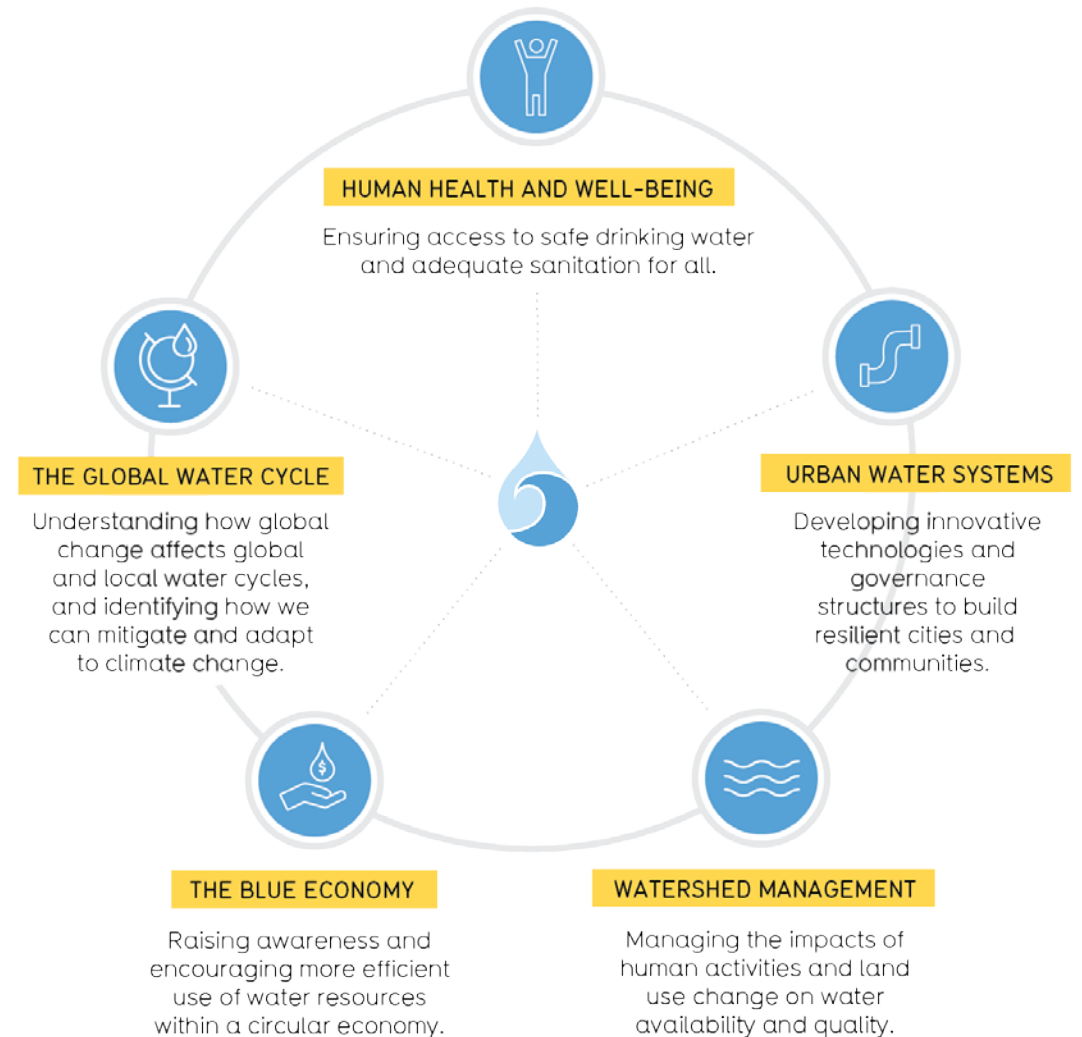 HUMAN HEALTH AND WELL-BEING
Ensuring access to safe drinking water
and adequate sanitation for all.
THE GLOBAL WATER CYCLE
Understanding how global
change affects global
and local water cycles,
and identifying how we
can mitigate and adapt
to climate change.
URBAN WATER SYSTEMS
Developing innovative
technologies and
governance
structures to build
resilient cities and
communities.
$
THE BLUE ECONOMY
Raising awareness and
encouraging more efficient
use of water resources
within a circular economy.
WATERSHED MANAGEMENT
Managing the impacts of
human activities and land
use change on water
availability and quality.